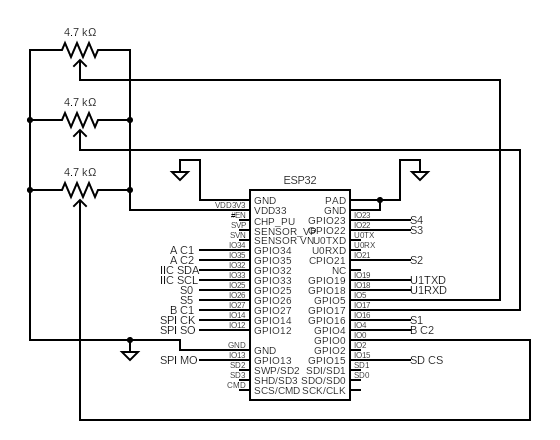 4.7 kΩ
4.7 kΩ
4.7 kΩ
ESP32
GND PAD
VDD3V3 VDD33 GND
#EN CHP_PU GPIO23 IO23 S4
SVP SENSOR_VP GPIO22 IO22 S3
SVN SENSOR VN U0TXD U0TX
A C1 IO34 GPIO34 U0RXD U0RX
A C2 IO35 GPIO35 CPIO21 IO21 S2
IIC SDA IO32 GPIO32 NC
IIC SCL IO33 GPIO33 GPIO19 IO19 U1TXD
S0 IO25 GPIO25 GPIO18 IO18 U1RXD
S5 IO26 GPIO26 GPIO5 IO5
B C1 IO27 GPIO27 GPIO17 IO17
SPI CK IO14 GPIO14 GPIO16 IO16 S1
SPI SO IO12 GPIO12 GPIO4 IO4 B C2
GPIO0 IO0
GND GND GPIO2 IO2
SPI MO IO13 GPIO13 GPIO15 IO15 SD CS
SD2 SWP/SD2 SDI/SD1 SD1
SD3 SHD/SD3 SDO/SD0 SD0
CMD SCS/CMD SCK/CLK